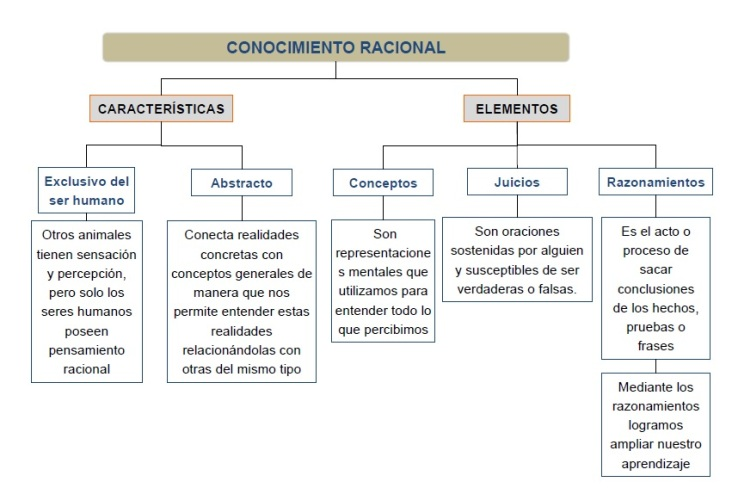 CONOCIMIENTO RACIONAL
CARACTERÍSTICAS
ELEMENTOS
Exclusivo del
ser humano
Abstracto
Conceptos
Juicios
Razonamientos
Otros animales
tienen sensación
y percepción,
pero solo los
seres humanos
poseen
pensamiento
racional
Conecta realidades
concretas con
conceptos generales de
manera que nos
permite entender estas
realidades
relacionándolas con
otras del mismo tipo
Son
representacione
s mentales que
utilizamos para
entender todo lo
que percibimos
Son oraciones
sostenidas por alguien
y susceptibles de ser
verdaderas o falsas.
Es el acto o
proceso de
sacar
conclusiones
de los hechos,
pruebas o
frases
Mediante los
razonamientos
logramos
ampliar nuestro
aprendizaje